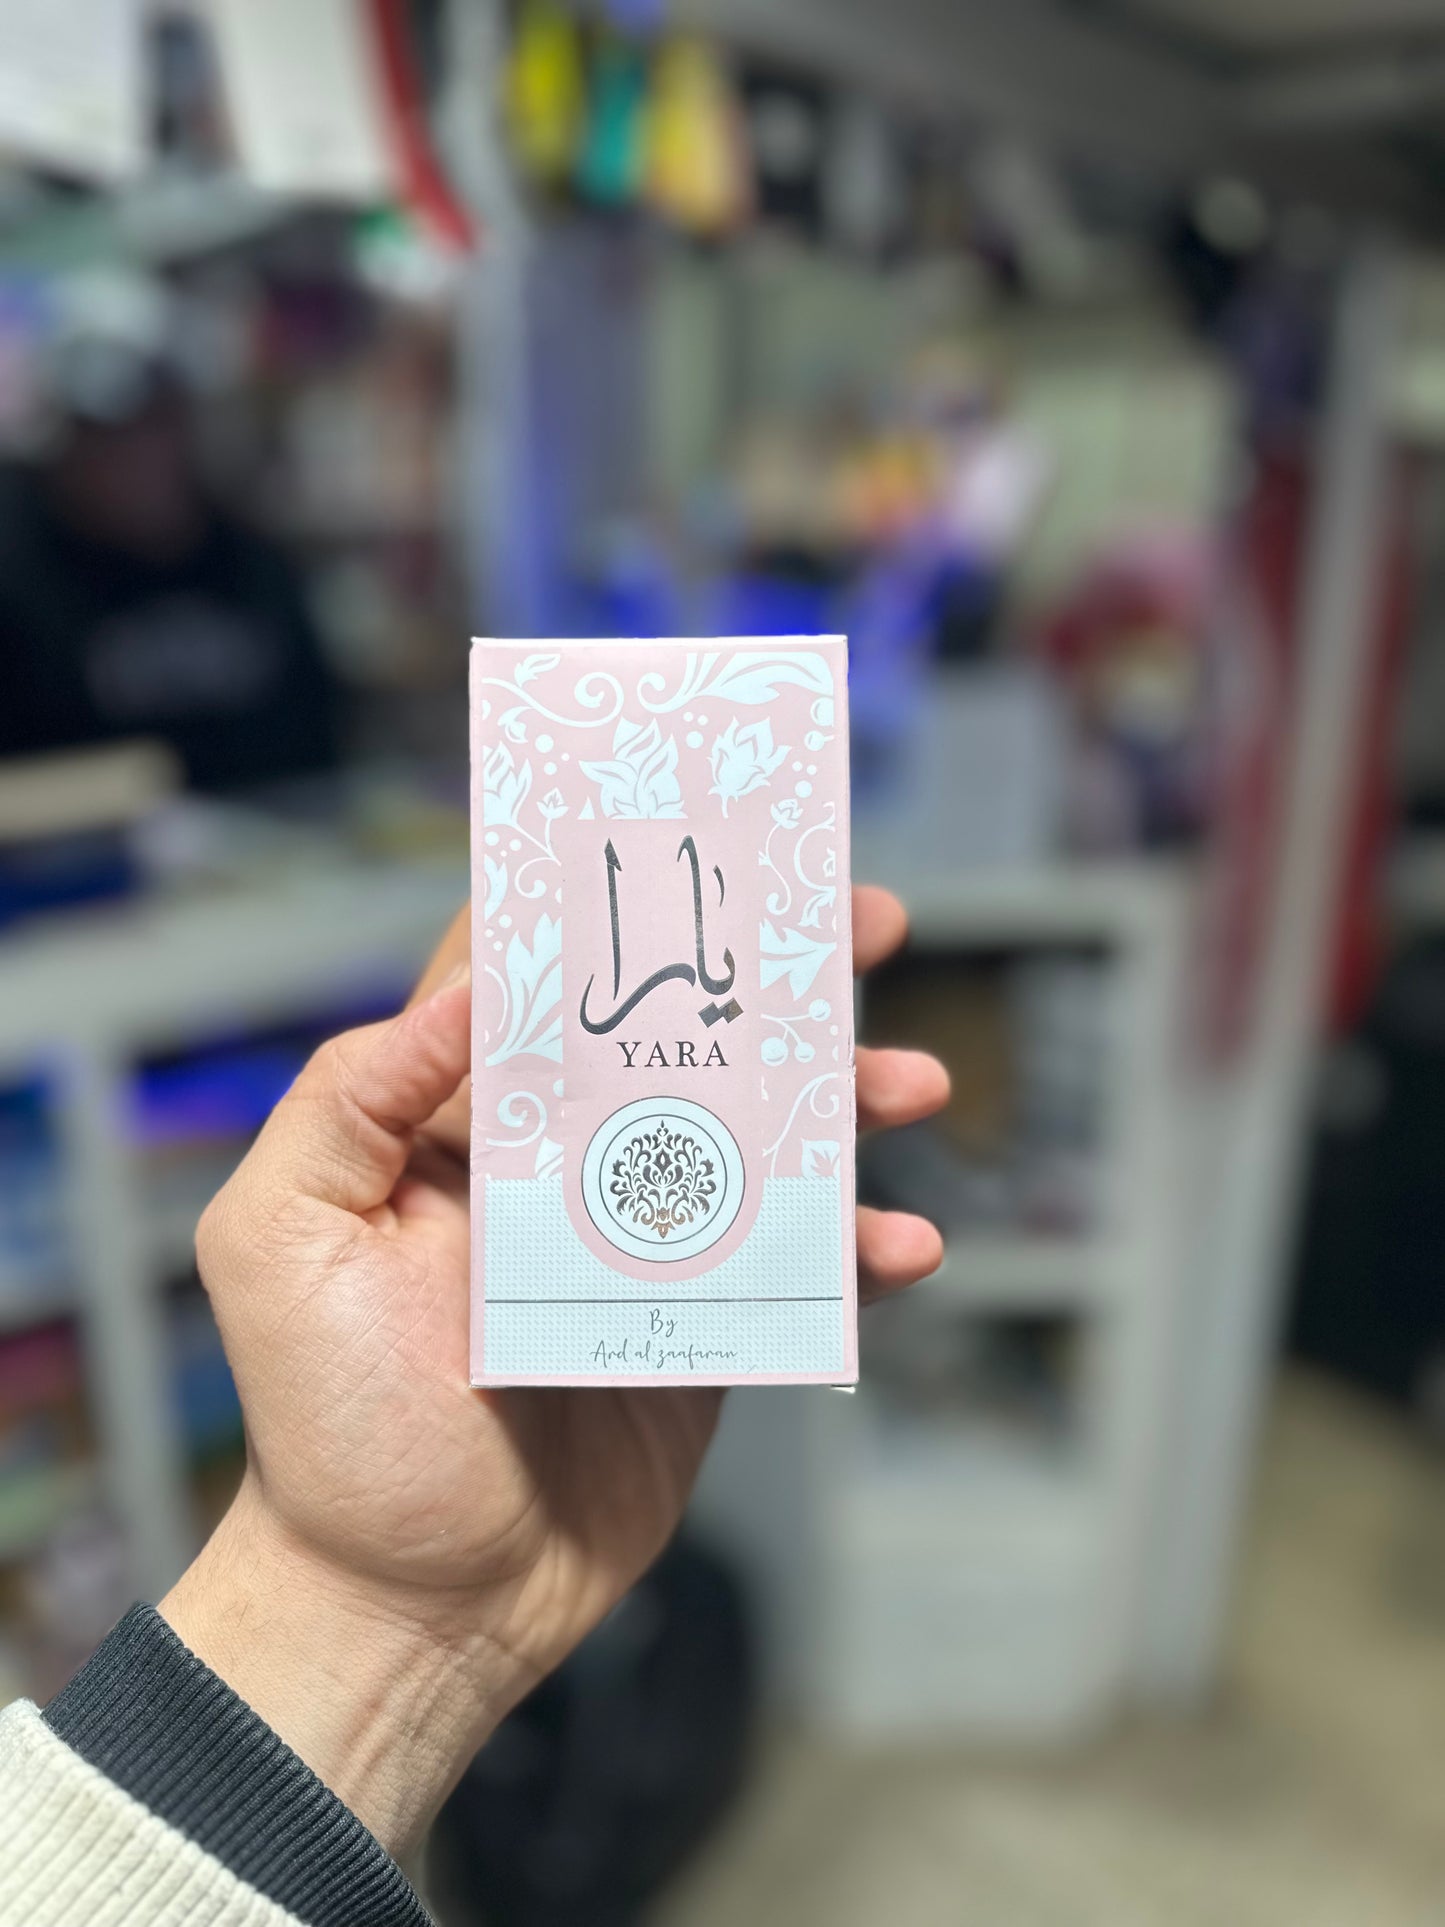 يارا
YARA
By
Ard al zaafaran